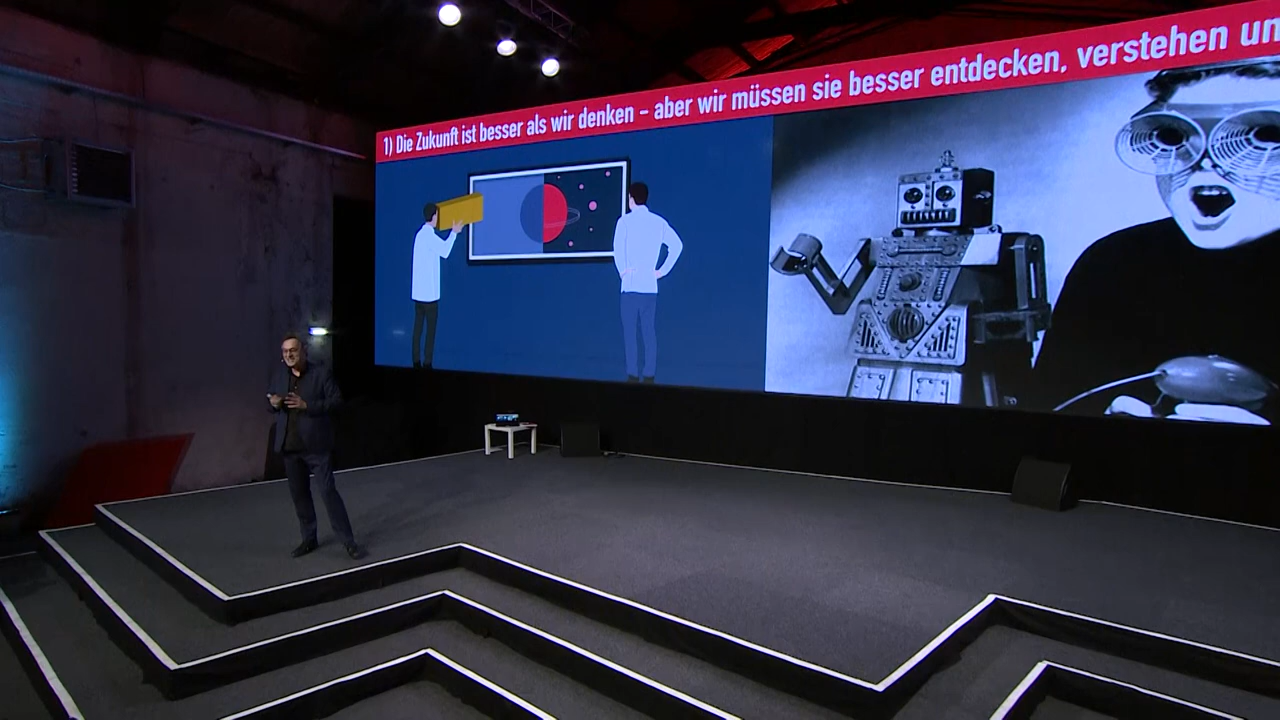 1) Die Zukunft ist besser als wir denken – aber wir müssen sie besser entdecken, verstehen un